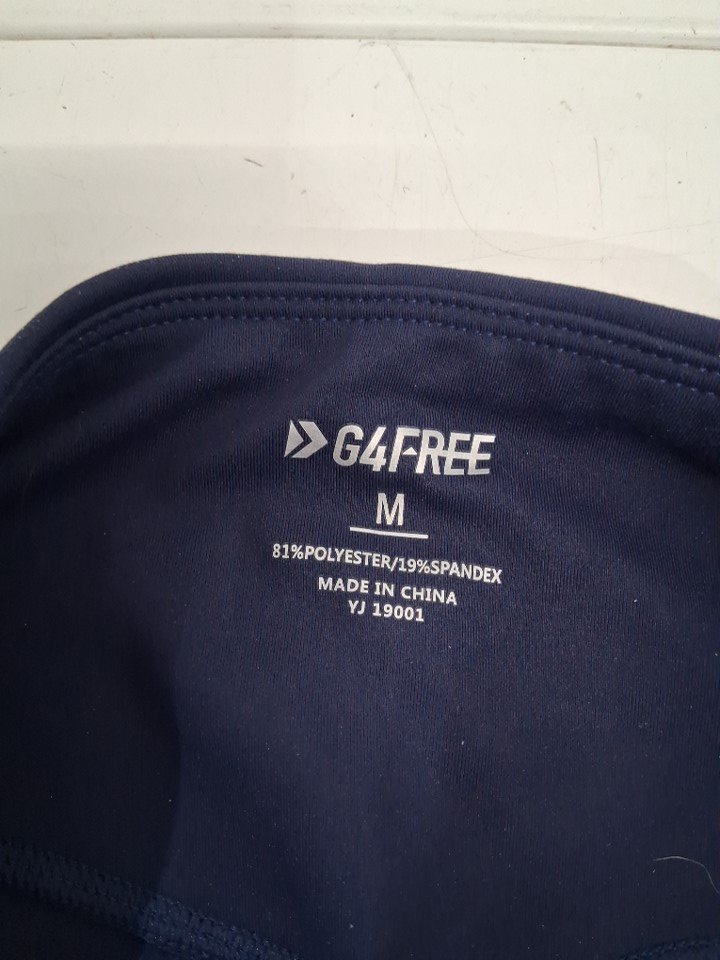 G4FREE
M
81%POLYESTER/19%SPANDEX
MADE IN CHINA
YJ 19001